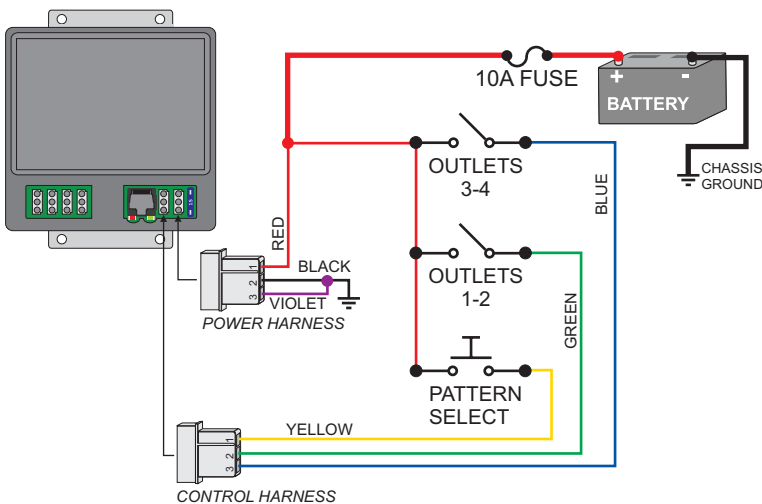 10A FUSE
+ -
BATTERY
CHASSIS
GROUND
OUTLETS
3-4
BLUE
RED
OUTLETS
1-2
GREEN
BLACK
VIOLET
1
2
3
POWER HARNESS
PATTERN
SELECT
YELLOW
1
2
3
CONTROL HARNESS